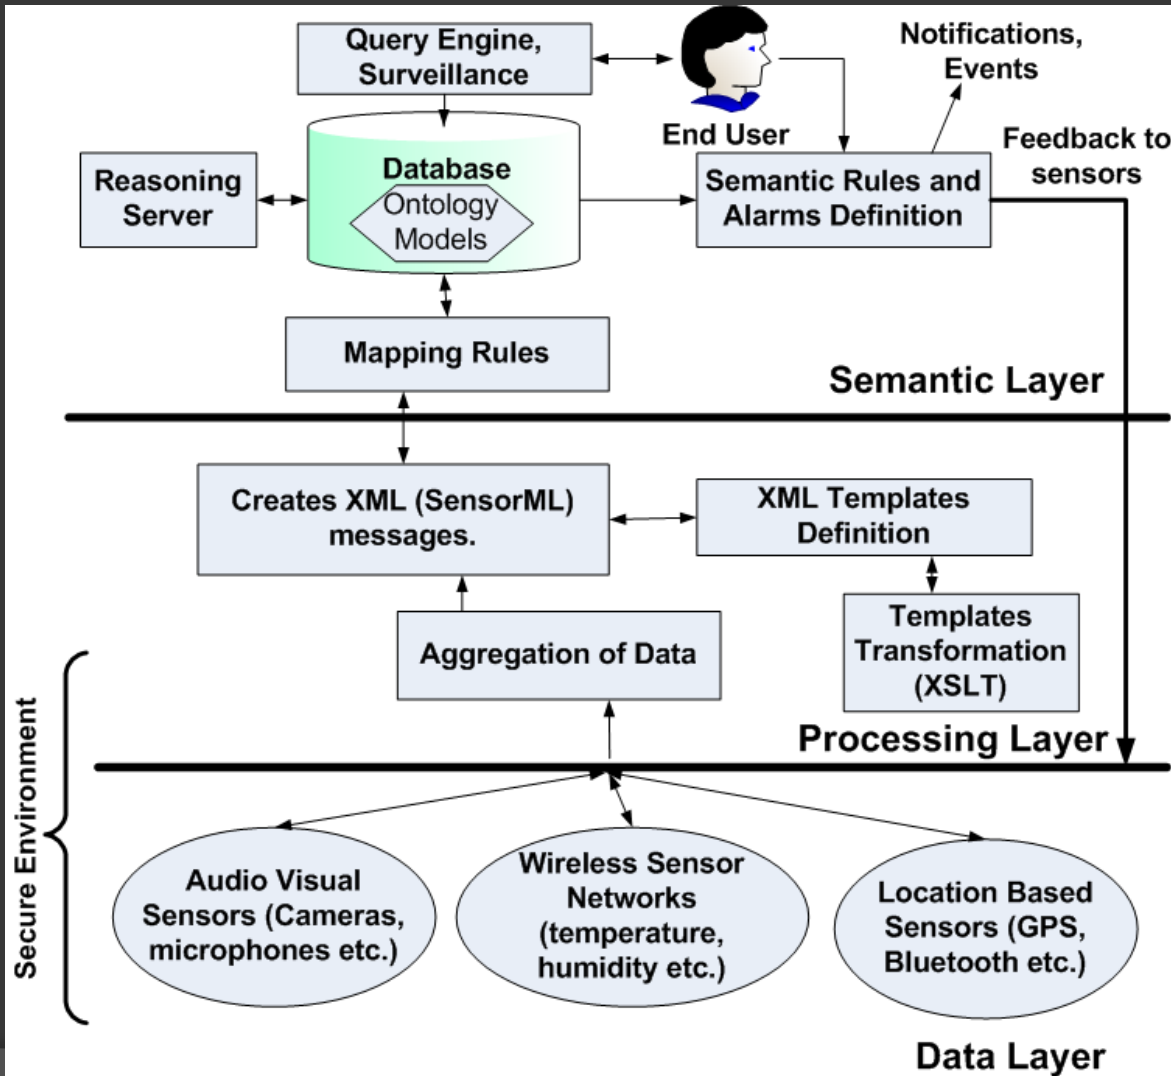 Query Engine,
Surveillance
End User
Notifications,
Events
Feedback to
sensors
Reasoning
Server
Database
Ontology
Models
Semantic Rules and
Alarms Definition
Mapping Rules
Semantic Layer
Creates XML (SensorML)
messages.
XML Templates
Definition
Templates
Transformation
(XSLT)
Aggregation of Data
Processing Layer
Secure Environment
Audio Visual
Sensors (Cameras,
microphones etc.)
Wireless Sensor
Networks
(temperature,
humidity etc.)
Location Based
Sensors (GPS,
Bluetooth etc.)
Data Layer